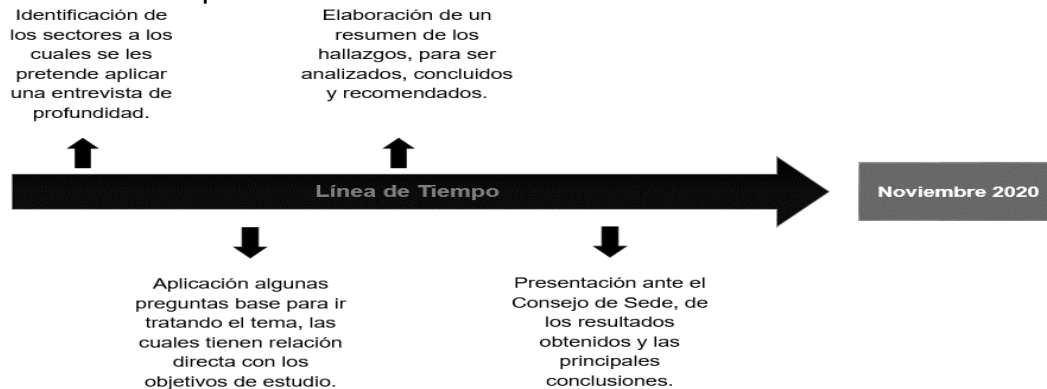 Identificación de
los sectores a los
cuales se les
pretende aplicar
una entrevista de
profundidad.
Elaboración de un
resumen de los
hallazgos, para ser
analizados, concluidos
y recomendados.
Línea de Tiempo
Noviembre 2020
Aplicación algunas
preguntas base para ir
tratando el tema, las
cuales tienen relación
directa con los
objetivos de estudio.
Presentación ante el
Consejo de Sede, de
los resultados
obtenidos y las
principales
conclusiones.